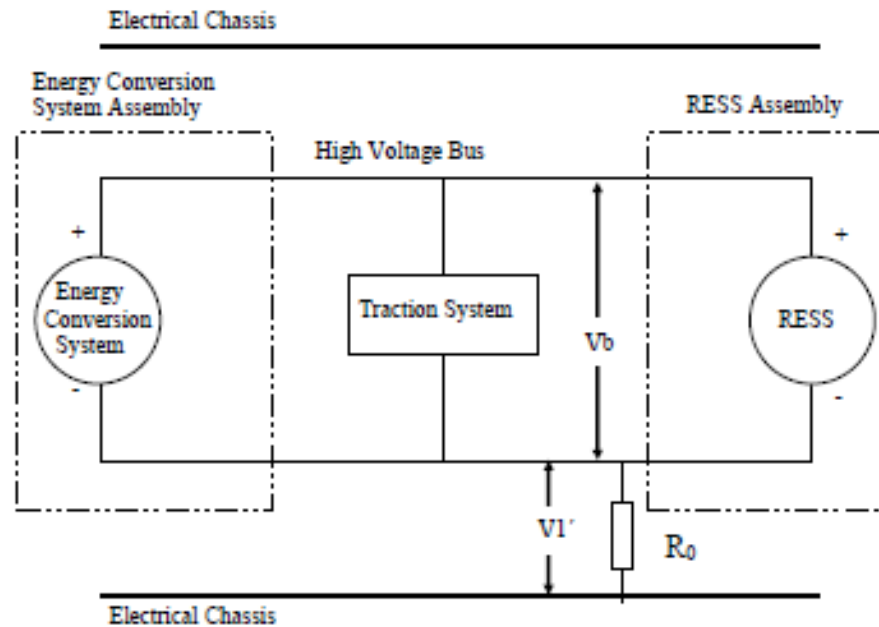 Electrical Chassis
Energy Conversion
System Assembly
RESS Assembly
High Voltage Bus
+
+
Energy
Conversion
System
Traction System
Vb
RESS
-
-
V1´
R₀
Electrical Chassis